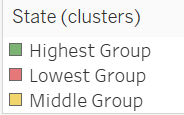 State (clusters)
Highest Group
Lowest Group
Middle Group